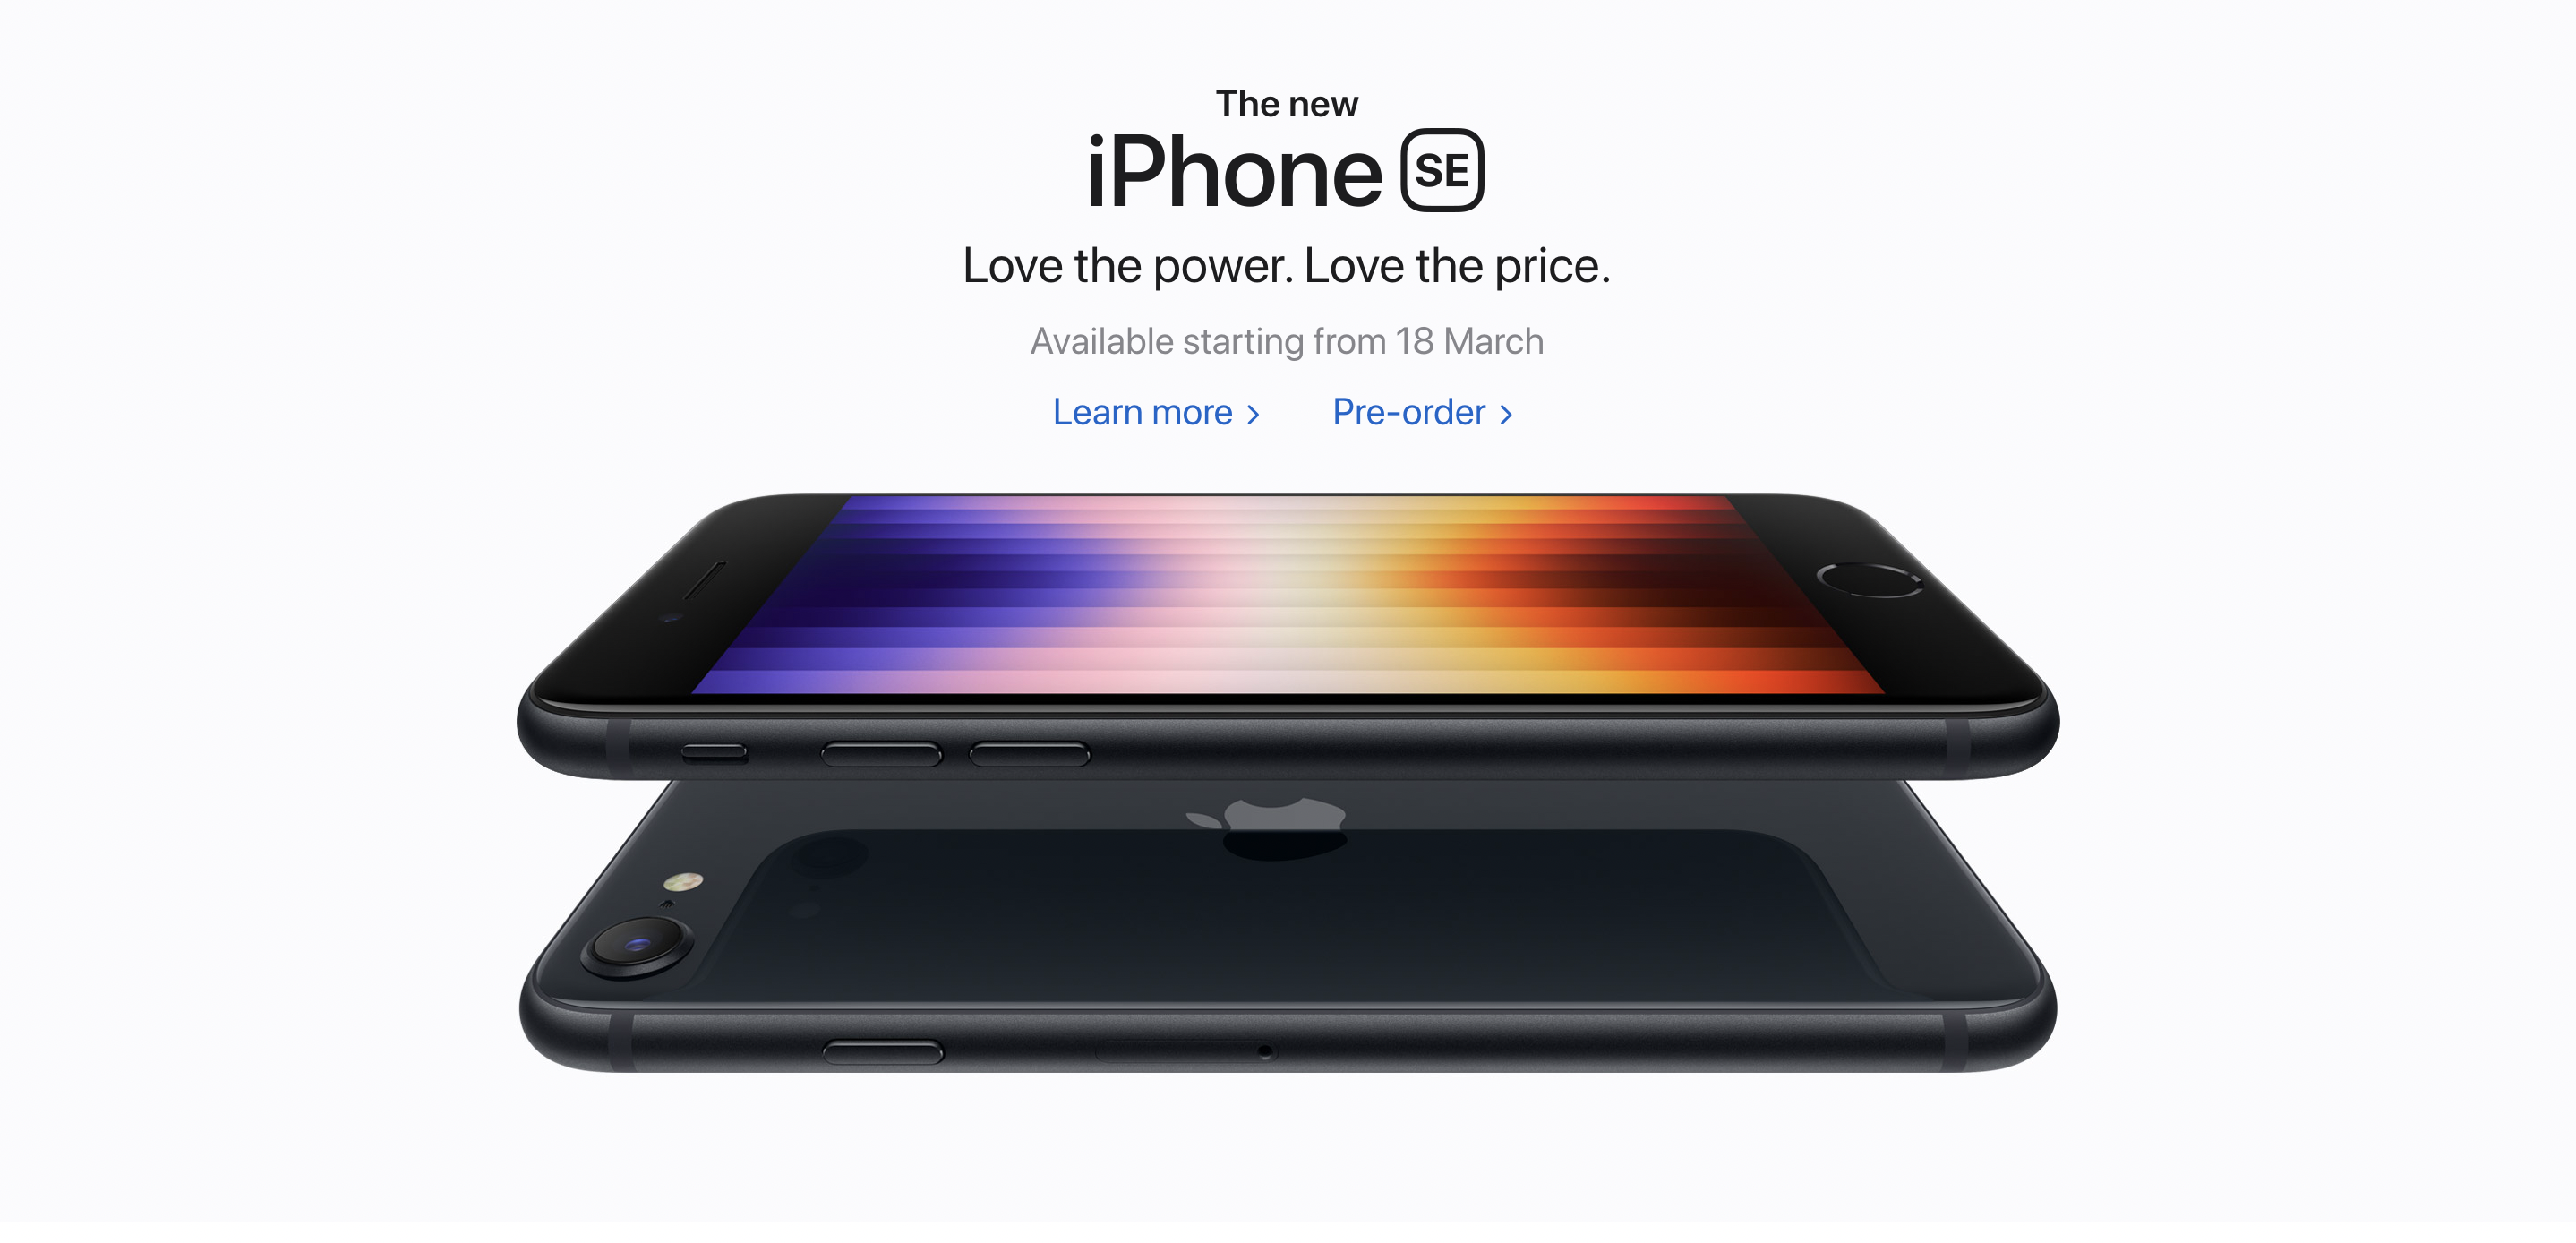 The new
iPhone SE
Love the power. Love the price.
Available starting from 18 March
Learn more > Pre-order >